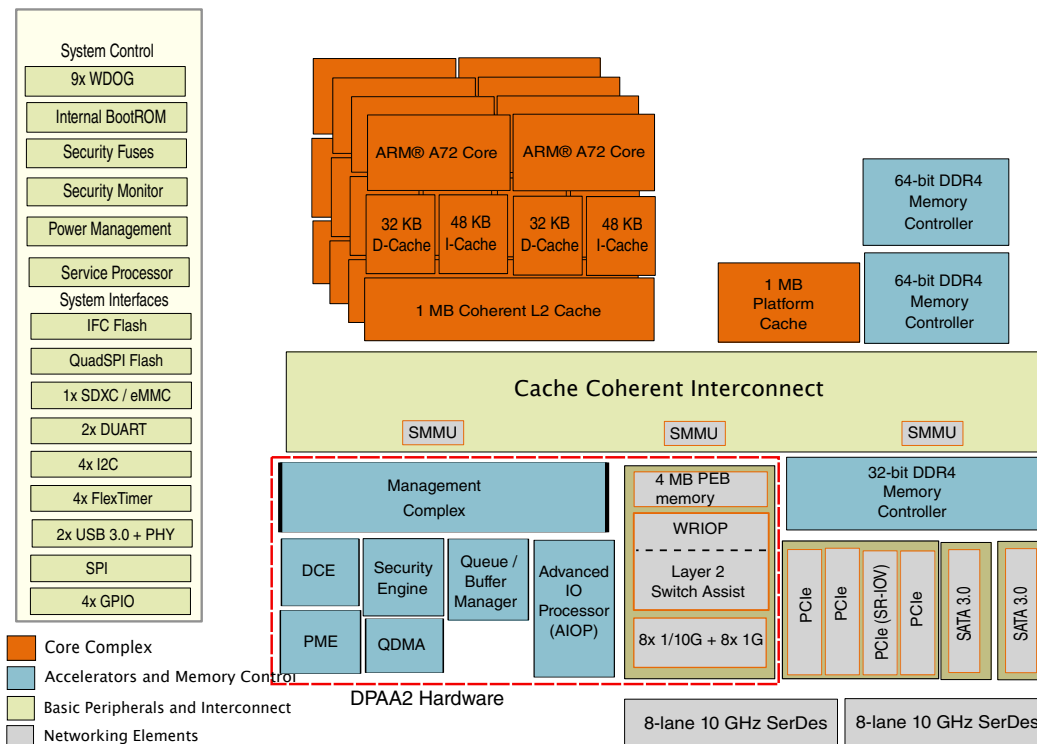 System Control
9x WDOG
Internal BootROM
Security Fuses
Security Monitor
Power Management
Service Processor
System Interfaces
IFC Flash
QuadSPI Flash
1x SDXC / eMMC
2x DUART
4x I2C
4x FlexTimer
2x USB 3.0 + PHY
SPI
4x GPIO
Core Complex
Accelerators and Memory Control
Basic Peripherals and Interconnect
Networking Elements
ARM® A72 Core
ARM® A72 Core
32 KB
D-Cache
48 KB
I-Cache
32 KB
D-Cache
48 KB
I-Cache
1 MB Coherent L2 Cache
1 MB
Platform
Cache
64-bit DDR4
Memory
Controller
64-bit DDR4
Memory
Controller
Cache Coherent Interconnect
SMMU
SMMU
SMMU
Management
Complex
DCE
Security
Engine
Queue /
Buffer
Manager
Advanced
IO
Processor
(AIOP)
PME
QDMA
DPAA2 Hardware
4 MB PEB
memory
WRIOP
Layer 2
Switch Assist
8x 1/10G + 8x 1G
32-bit DDR4
Memory
Controller
PCIe
PCIe
PCIe (SR-IOV)
PCIe
SATA 3.0
SATA 3.0
8-lane 10 GHz SerDes
8-lane 10 GHz SerDes